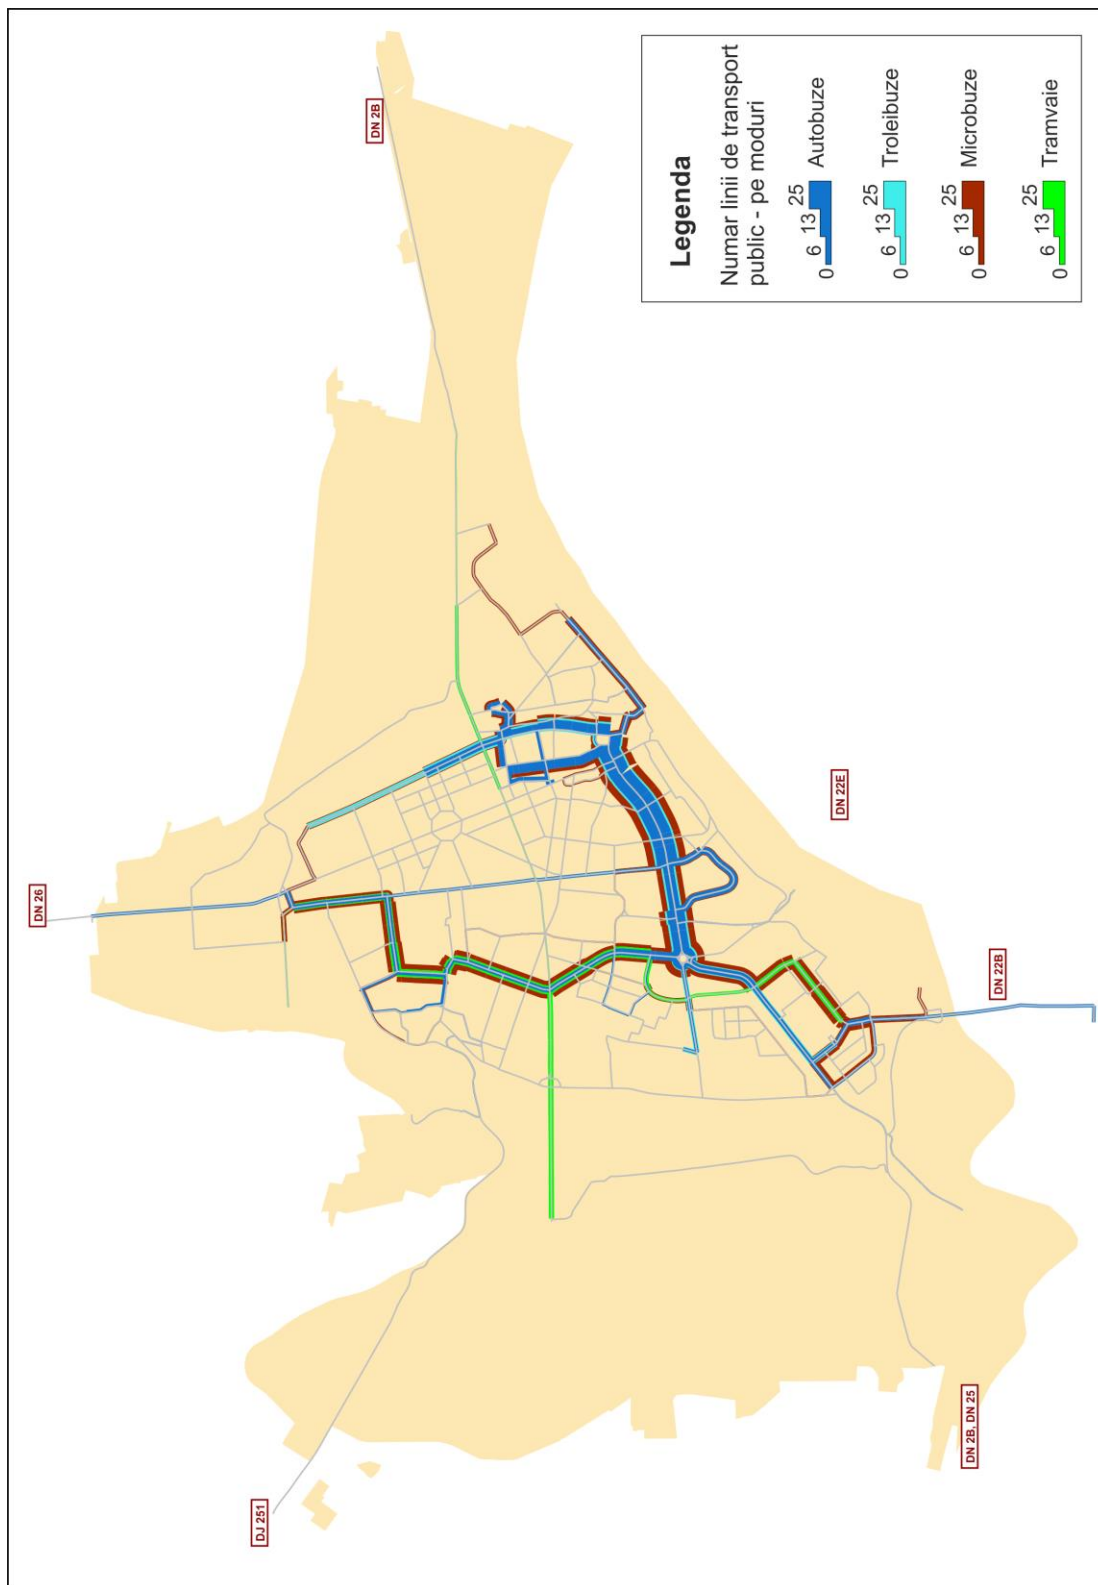 Legenda
Numar linii de transport
public - pe moduri
0 6 13 25 Autobuze
0 6 13 25 Troleibuze
0 6 13 25 Microbuze
0 6 13 25 Tramvaie
DN 2B
DN 26
DN 22E
DN 22B
DN 2B, DN 25
DJ 251